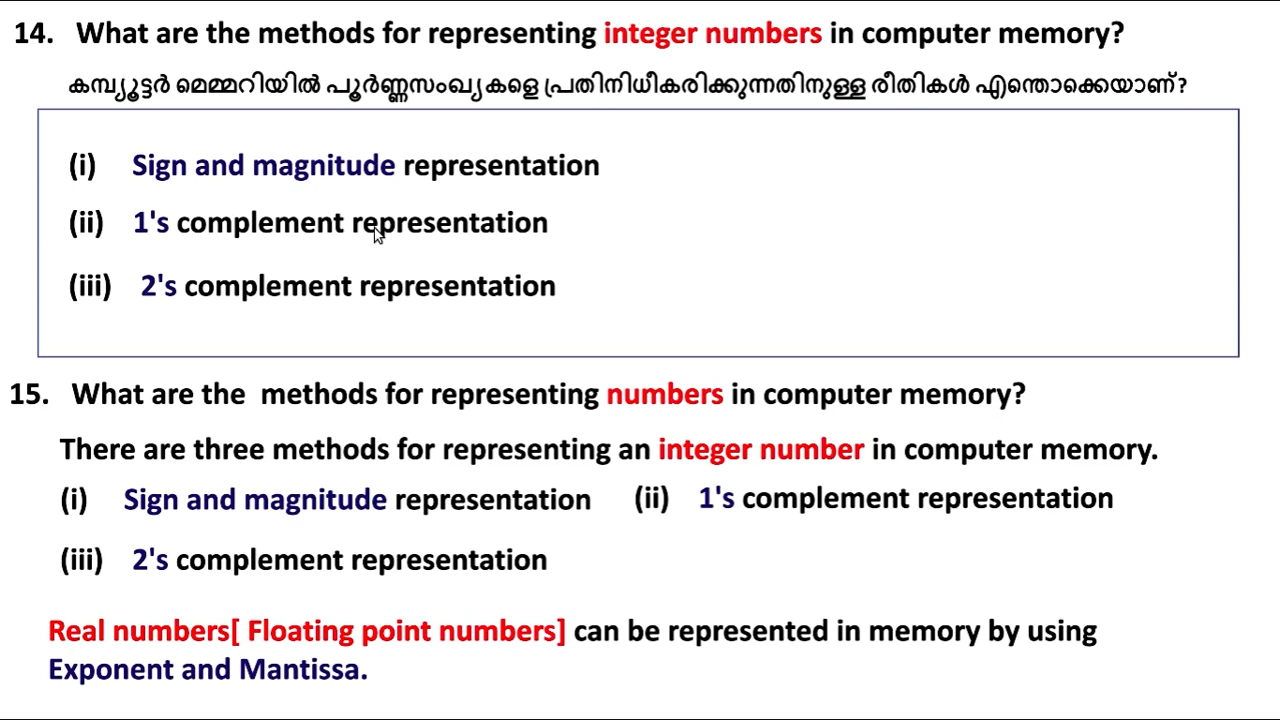 14. What are the methods for representing integer numbers in computer memory?
കമ്പ്യൂട്ടർ മെമ്മറിയിൽ പൂർണ്ണസംഖ്യകളെ പ്രതിനിധീകരിക്കുന്നതിനുള്ള രീതികൾ എന്തൊക്കെയാണ്?
(i) Sign and magnitude representation
(ii) 1's complement representation
(iii) 2's complement representation
15. What are the methods for representing numbers in computer memory?
There are three methods for representing an integer number in computer memory.
(i) Sign and magnitude representation (ii) 1's complement representation
(iii) 2's complement representation
Real numbers[ Floating point numbers] can be represented in memory by using
Exponent and Mantissa.